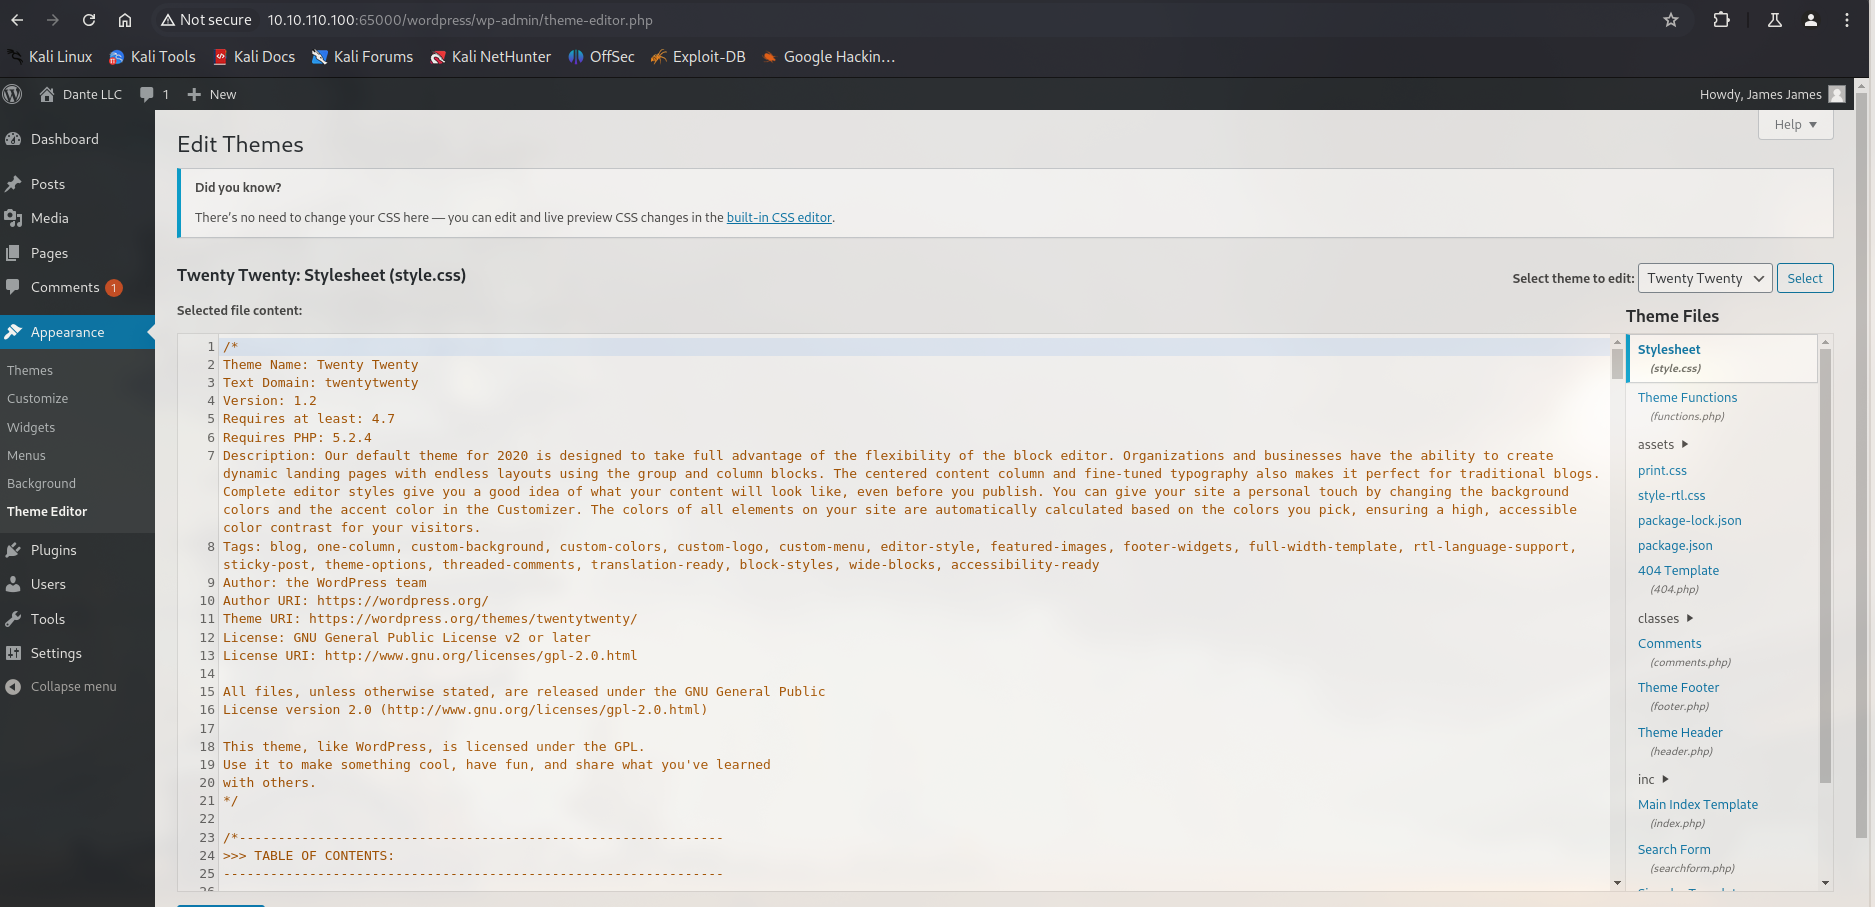 Not secure 10.10.110.100:65000/wordpress/wp-admin/theme-editor.php
Kali Linux Kali Tools Kali Docs Kali Forums Kali NetHunter OffSec Exploit-DB Google Hackin…
Dante LLC 1 New Howdy, James James
Dashboard
Posts
Media
Pages
Comments 1
Appearance
Themes
Customize
Widgets
Menus
Background
Theme Editor
Plugins
Users
Tools
Settings
Collapse menu
Help
Edit Themes
Did you know?
There's no need to change your CSS here — you can edit and live preview CSS changes in the built-in CSS editor.
Twenty Twenty: Stylesheet (style.css)
Select theme to edit: Twenty Twenty Select
Selected file content:
1 /*
2 Theme Name: Twenty Twenty
3 Text Domain: twentytwenty
4 Version: 1.2
5 Requires at least: 4.7
6 Requires PHP: 5.2.4
7 Description: Our default theme for 2020 is designed to take full advantage of the flexibility of the block editor. Organizations and businesses have the ability to create
dynamic landing pages with endless layouts using the group and column blocks. The centered content column and fine-tuned typography also makes it perfect for traditional blogs.
Complete editor styles give you a good idea of what your content will look like, even before you publish. You can give your site a personal touch by changing the background
colors and the accent color in the Customizer. The colors of all elements on your site are automatically calculated based on the colors you pick, ensuring a high, accessible
color contrast for your visitors.
8 Tags: blog, one-column, custom-background, custom-colors, custom-logo, custom-menu, editor-style, featured-images, footer-widgets, full-width-template, rtl-language-support,
sticky-post, theme-options, threaded-comments, translation-ready, block-styles, wide-blocks, accessibility-ready
9 Author: the WordPress team
10 Author URI: https://wordpress.org/
11 Theme URI: https://wordpress.org/themes/twentytwenty/
12 License: GNU General Public License v2 or later
13 License URI: http://www.gnu.org/licenses/gpl-2.0.html
14
15 All files, unless otherwise stated, are released under the GNU General Public
16 License version 2.0 (http://www.gnu.org/licenses/gpl-2.0.html)
17
18 This theme, like WordPress, is licensed under the GPL.
19 Use it to make something cool, have fun, and share what you've learned
20 with others.
21 */
22
23 /*--------------------------------------------------------------
24 >>> TABLE OF CONTENTS:
25 ----------------------------------------------------------------
26
Theme Files
Stylesheet
(style.css)
Theme Functions
(functions.php)
assets
print.css
style-rtl.css
package-lock.json
package.json
404 Template
(404.php)
classes
Comments
(comments.php)
Theme Footer
(footer.php)
Theme Header
(header.php)
inc
Main Index Template
(index.php)
Search Form
(searchform.php)